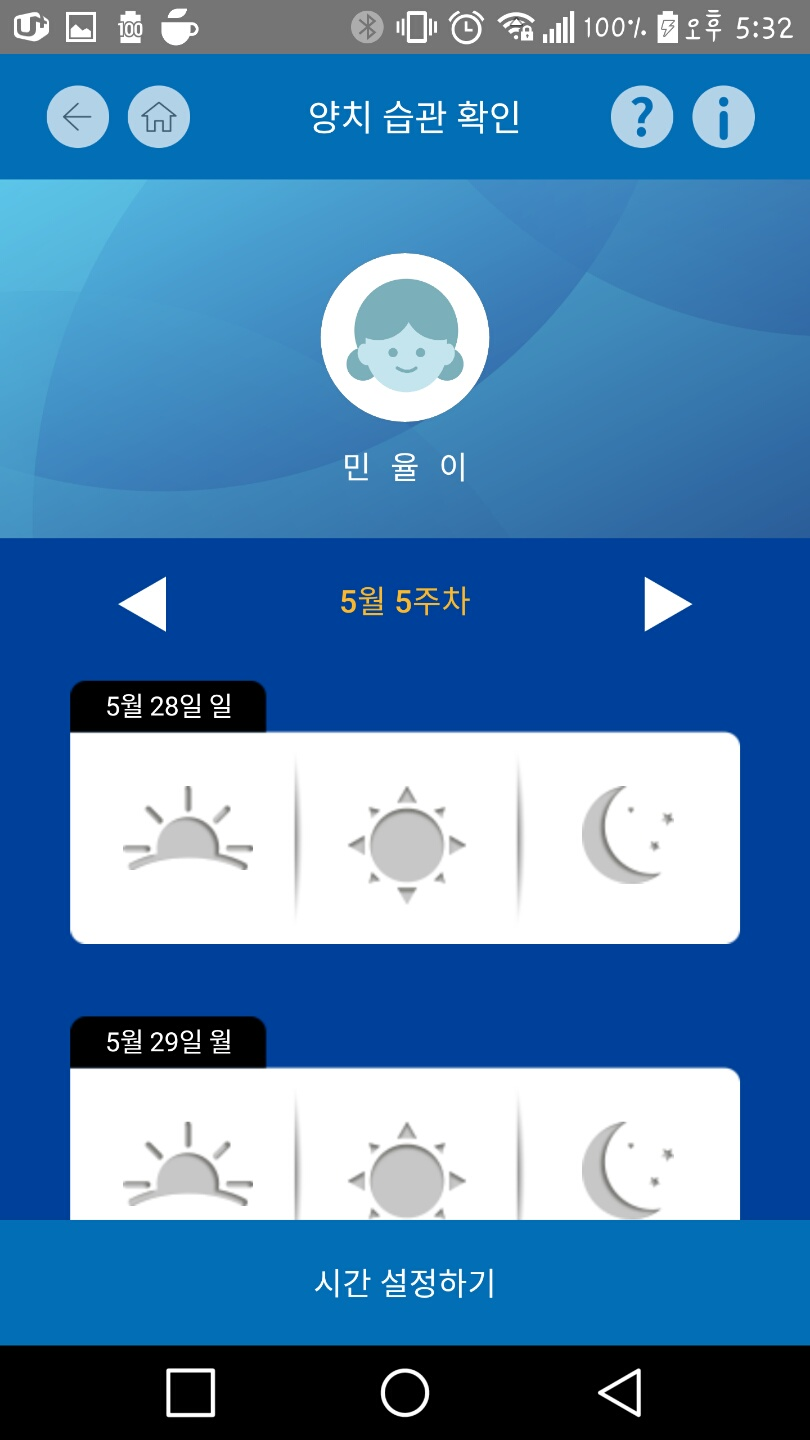 U+ 100 100% 오후 5:32
양치 습관 확인
? i
민 율 이
5월 5주차
5월 28일 일
5월 29일 월
시간 설정하기